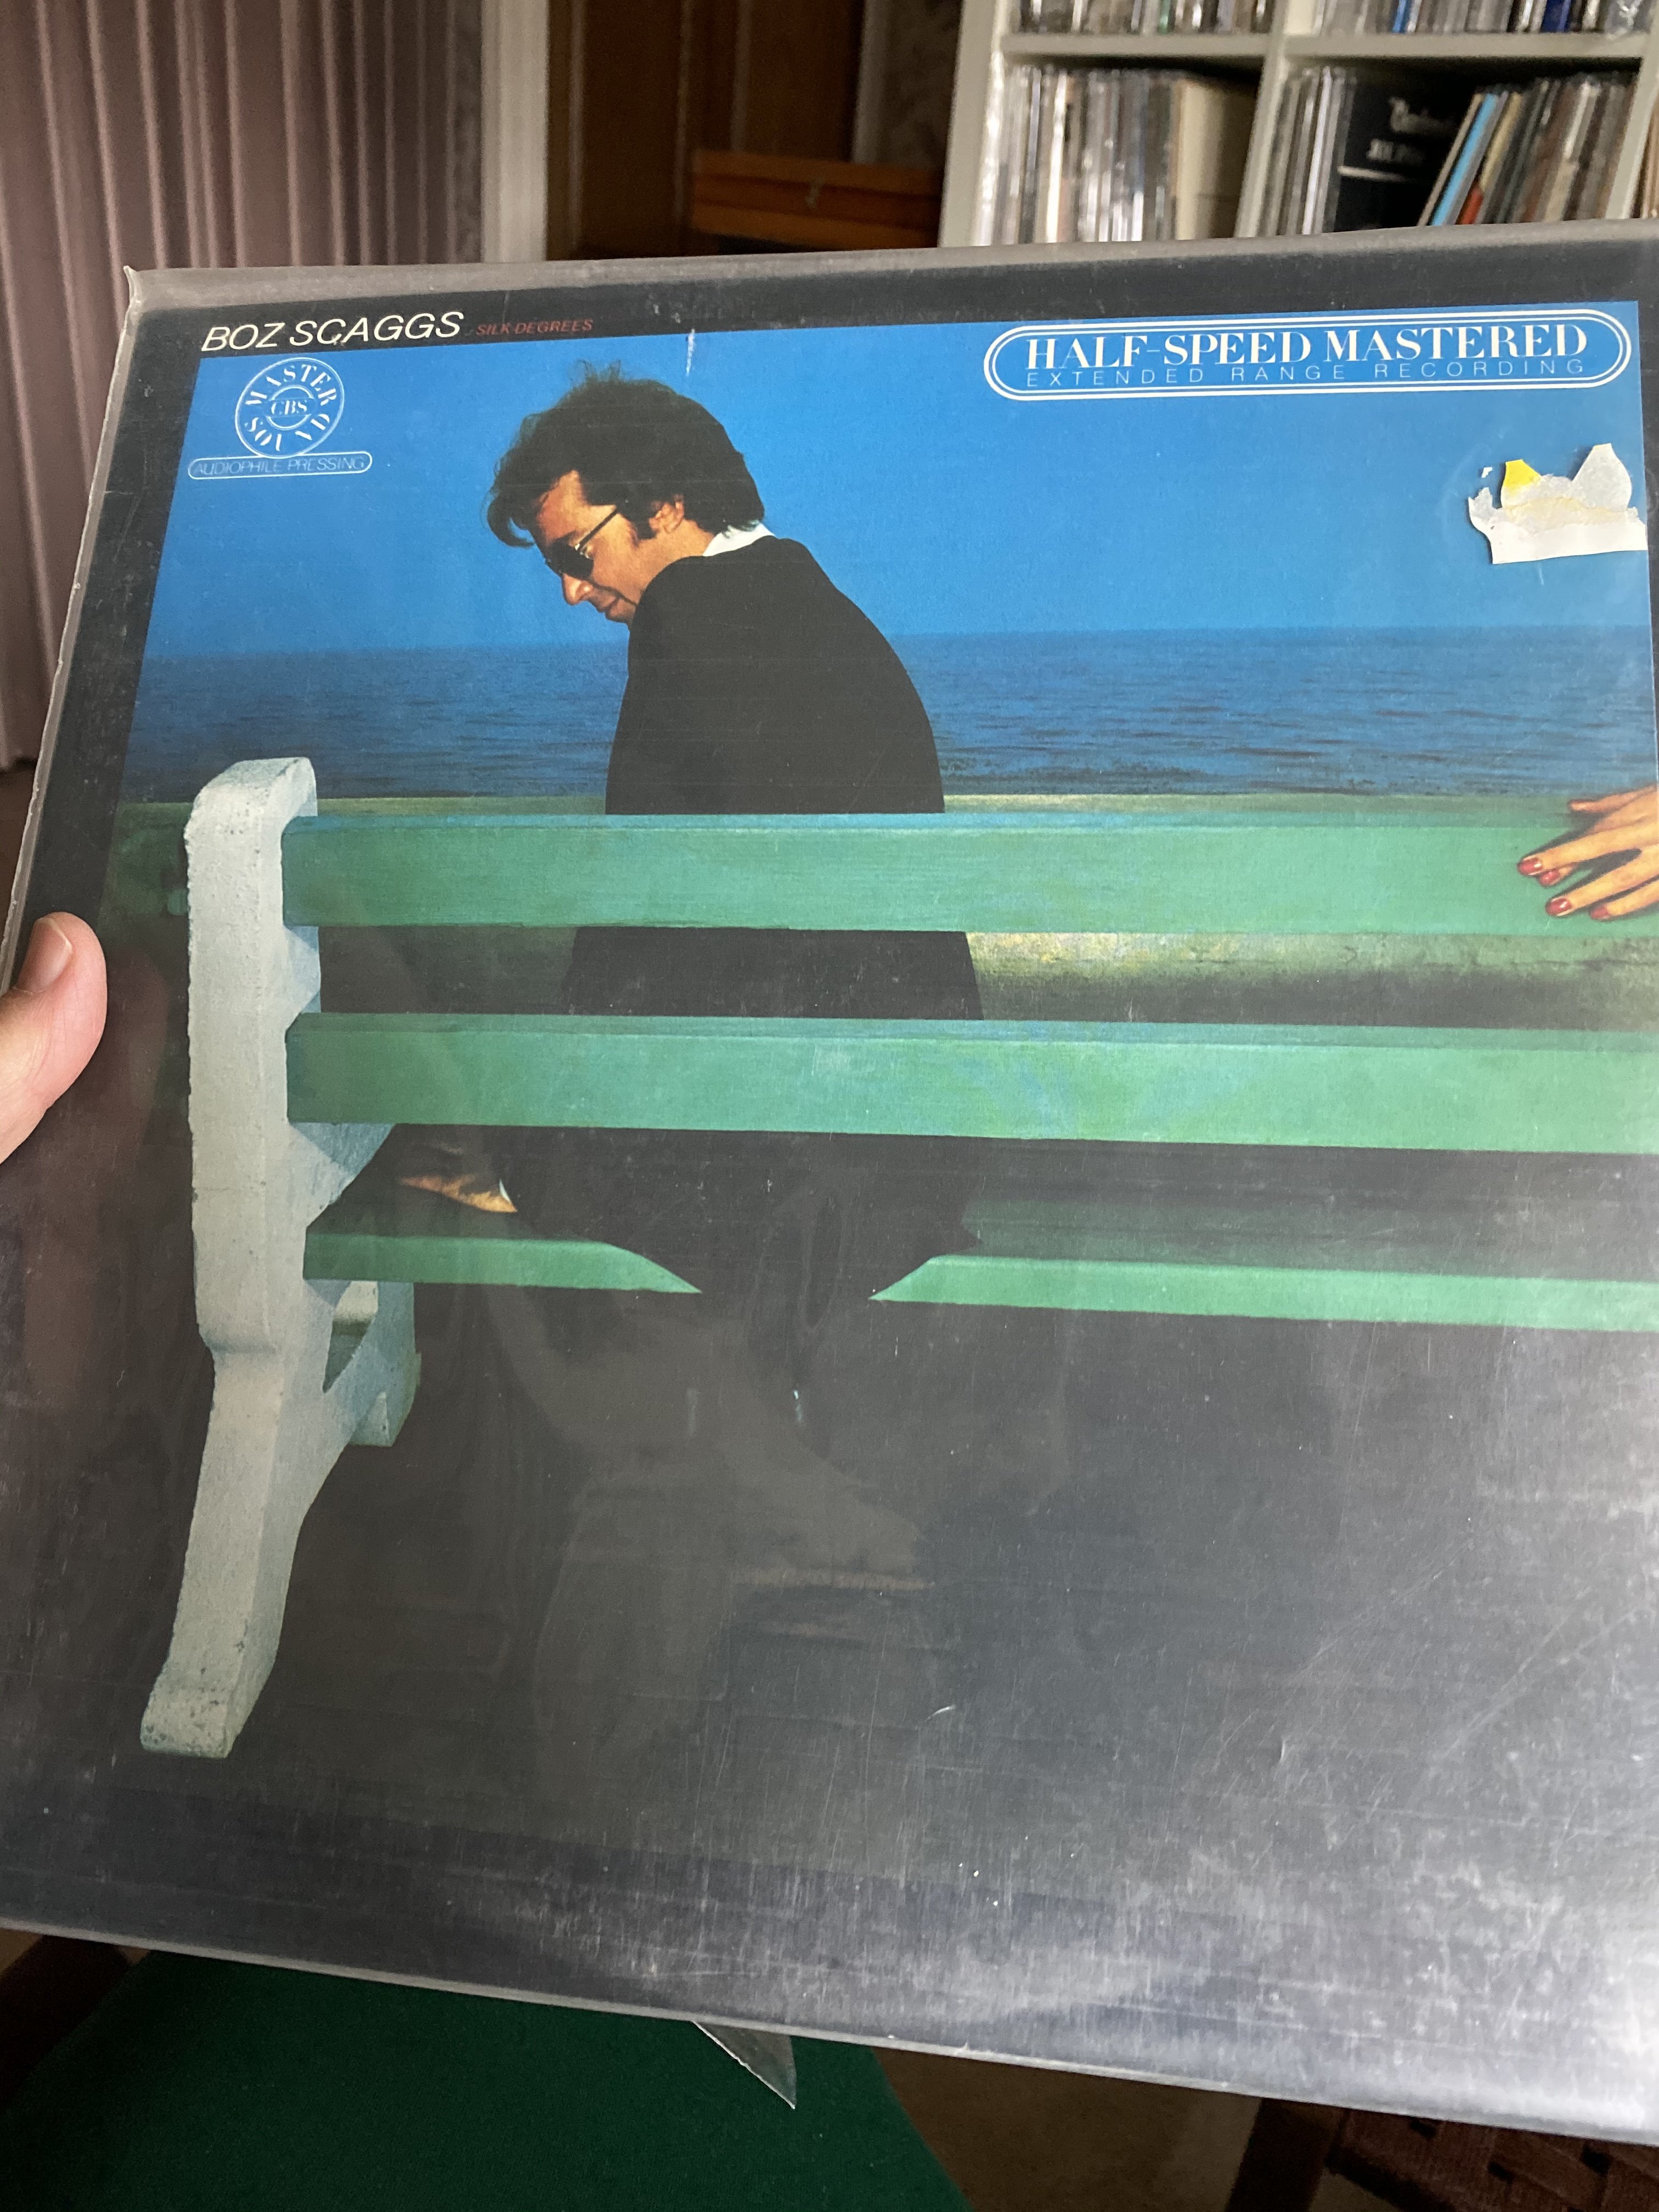 BOZ SCAGGS SILK DEGREES
HALF-SPEED MASTERED
EXTENDED RANGE RECORDING
MASTER
CBS
SOUND
AUDIOPHILE PRESSING